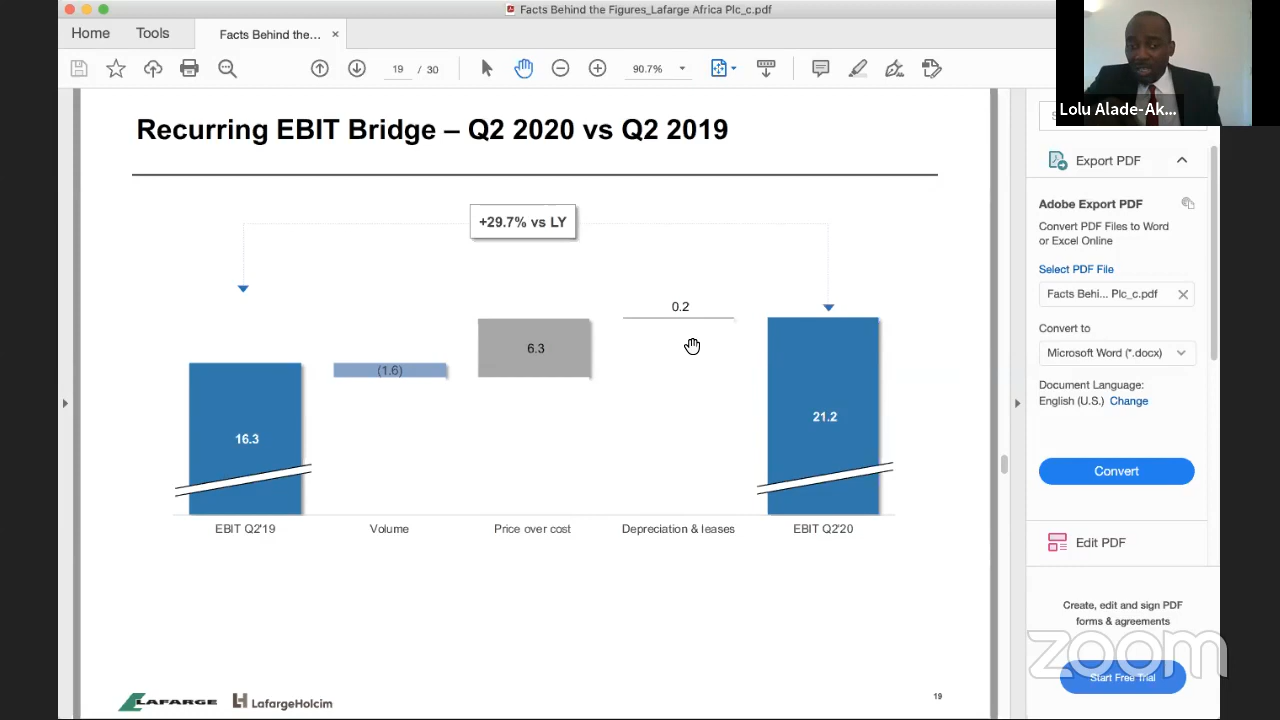 Facts Behind the Figures_Lafarge Africa Plc_c.pdf
Home
Tools
Facts Behind the...
19 / 30
90.7%
Lolu Alade-Ak...
Recurring EBIT Bridge – Q2 2020 vs Q2 2019
+29.7% vs LY
0.2
6.3
(1.6)
21.2
16.3
EBIT Q2'19
Volume
Price over cost
Depreciation & leases
EBIT Q2'20
LAFARGE
LafargeHolcim
19
Export PDF
Adobe Export PDF
Convert PDF Files to Word
or Excel Online
Select PDF File
Facts Behi... Plc_c.pdf
Convert to
Microsoft Word (*.docx)
Document Language:
English (U.S.) Change
Convert
Edit PDF
Create, edit and sign PDF
forms & agreements
zoom
Start Free Trial